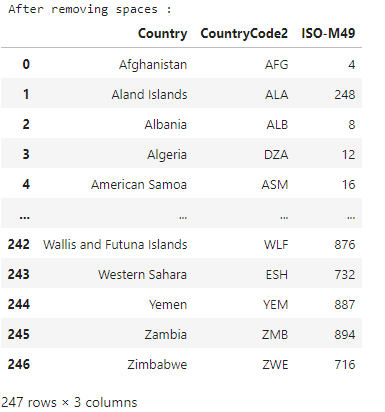 After removing spaces :
Country CountryCode2 ISO-M49
0 Afghanistan AFG 4
1 Aland Islands ALA 248
2 Albania ALB 8
3 Algeria DZA 12
4 American Samoa ASM 16
... ... ... ...
242 Wallis and Futuna Islands WLF 876
243 Western Sahara ESH 732
244 Yemen YEM 887
245 Zambia ZMB 894
246 Zimbabwe ZWE 716
247 rows × 3 columns